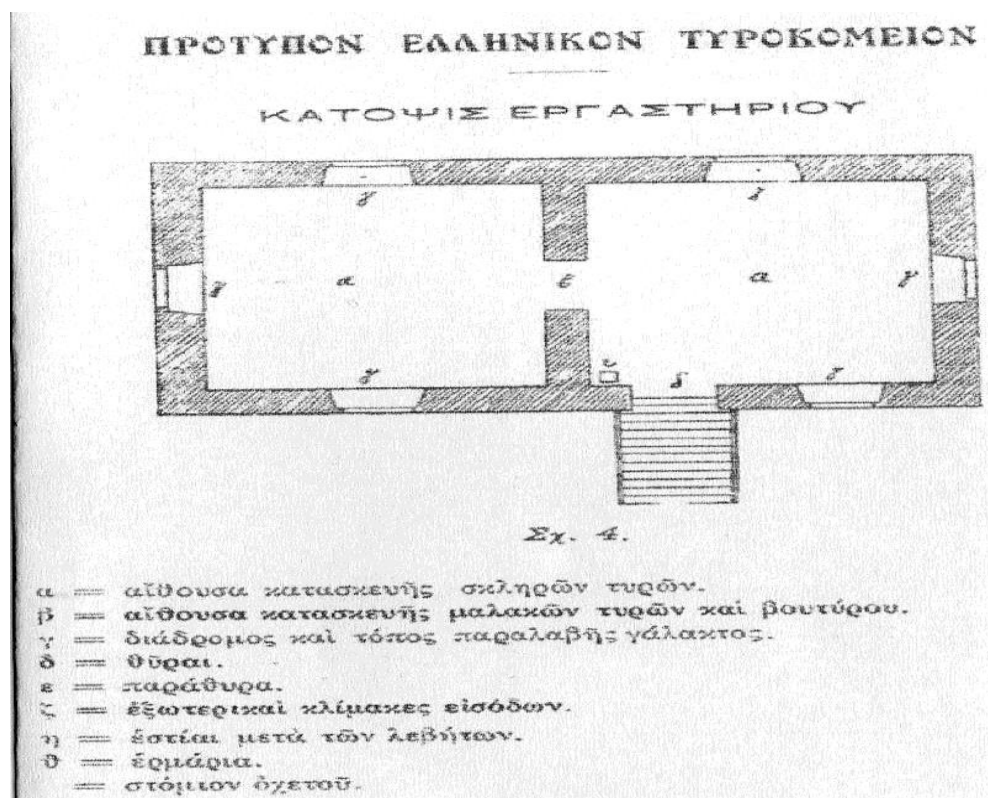 ΠΡΟΤΥΠΟΝ ΕΛΛΗΝΙΚΟΝ ΤΥΡΟΚΟΜΕΙΟΝ
ΚΑΤΟΨΙΣ ΕΡΓΑΣΤΗΡΙΟΥ
γ γ
γ α ε α γ
ι
γ δ γ
Σχ. 4.
α = αἴθουσα κατασκευῆς σκληρῶν τυρῶν.
β = αἴθουσα κατασκευῆς μαλακῶν τυρῶν καὶ βουτύρου.
γ = διάδρομος καὶ τόπος παραλαβῆς γάλακτος.
δ = θῦραι.
ε = παράθυρα.
ζ = ἐξωτερικαὶ κλίμακες εἰσόδων.
η = ἑστίαι μετὰ τῶν λεβήτων.
θ = ἑρμάρια.
= στόμιον ὀχετοῦ.